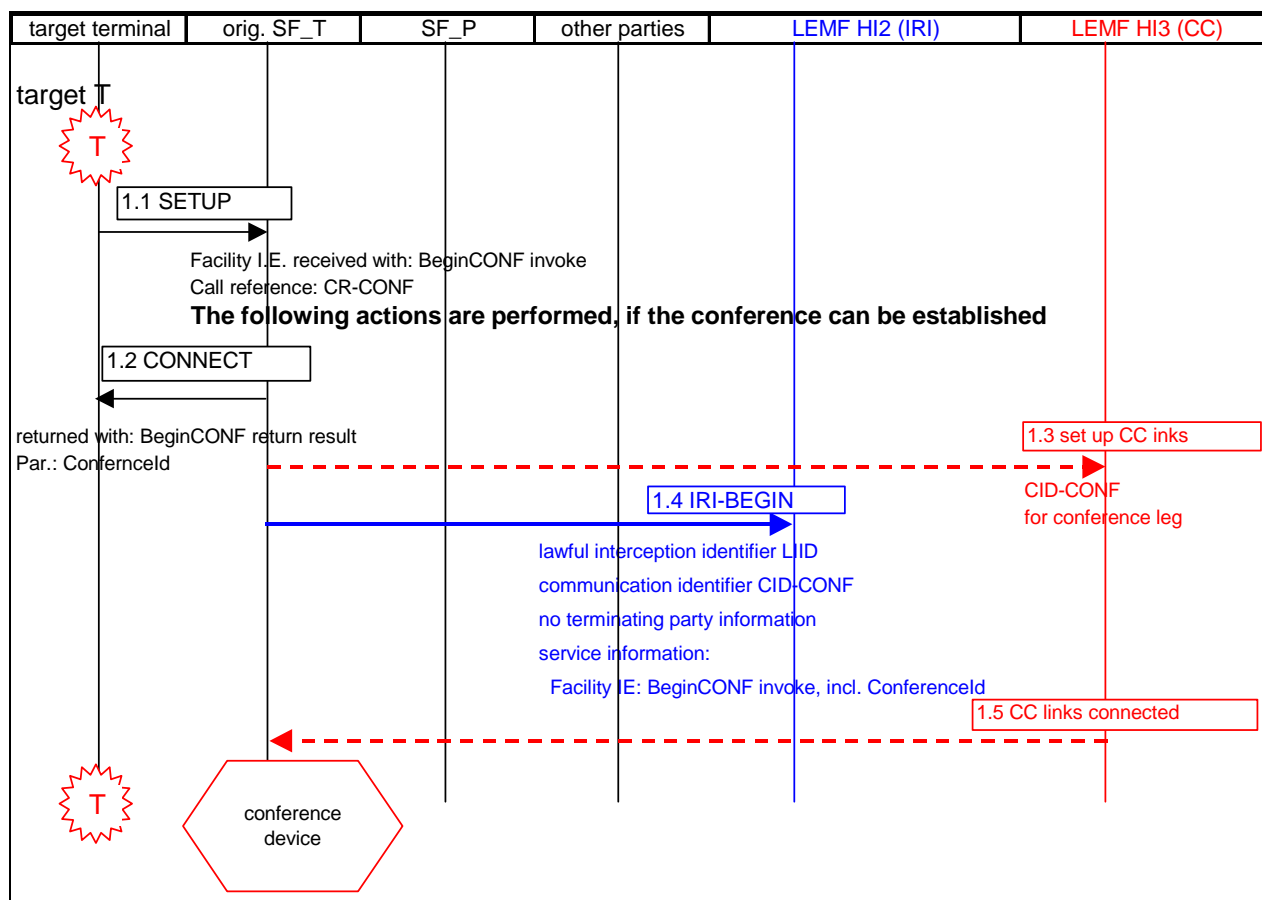 target terminal orig. SF_T SF_P other parties LEMF HI2 (IRI) LEMF HI3 (CC)
target T
T
1.1 SETUP
Facility I.E. received with: BeginCONF invoke
Call reference: CR-CONF
The following actions are performed, if the conference can be established
1.2 CONNECT
returned with: BeginCONF return result
Par.: ConfernceId
1.3 set up CC inks
CID-CONF
for conference leg
1.4 IRI-BEGIN
lawful interception identifier LIID
communication identifier CID-CONF
no terminating party information
service information:
Facility IE: BeginCONF invoke, incl. ConferenceId
1.5 CC links connected
T
conference
device